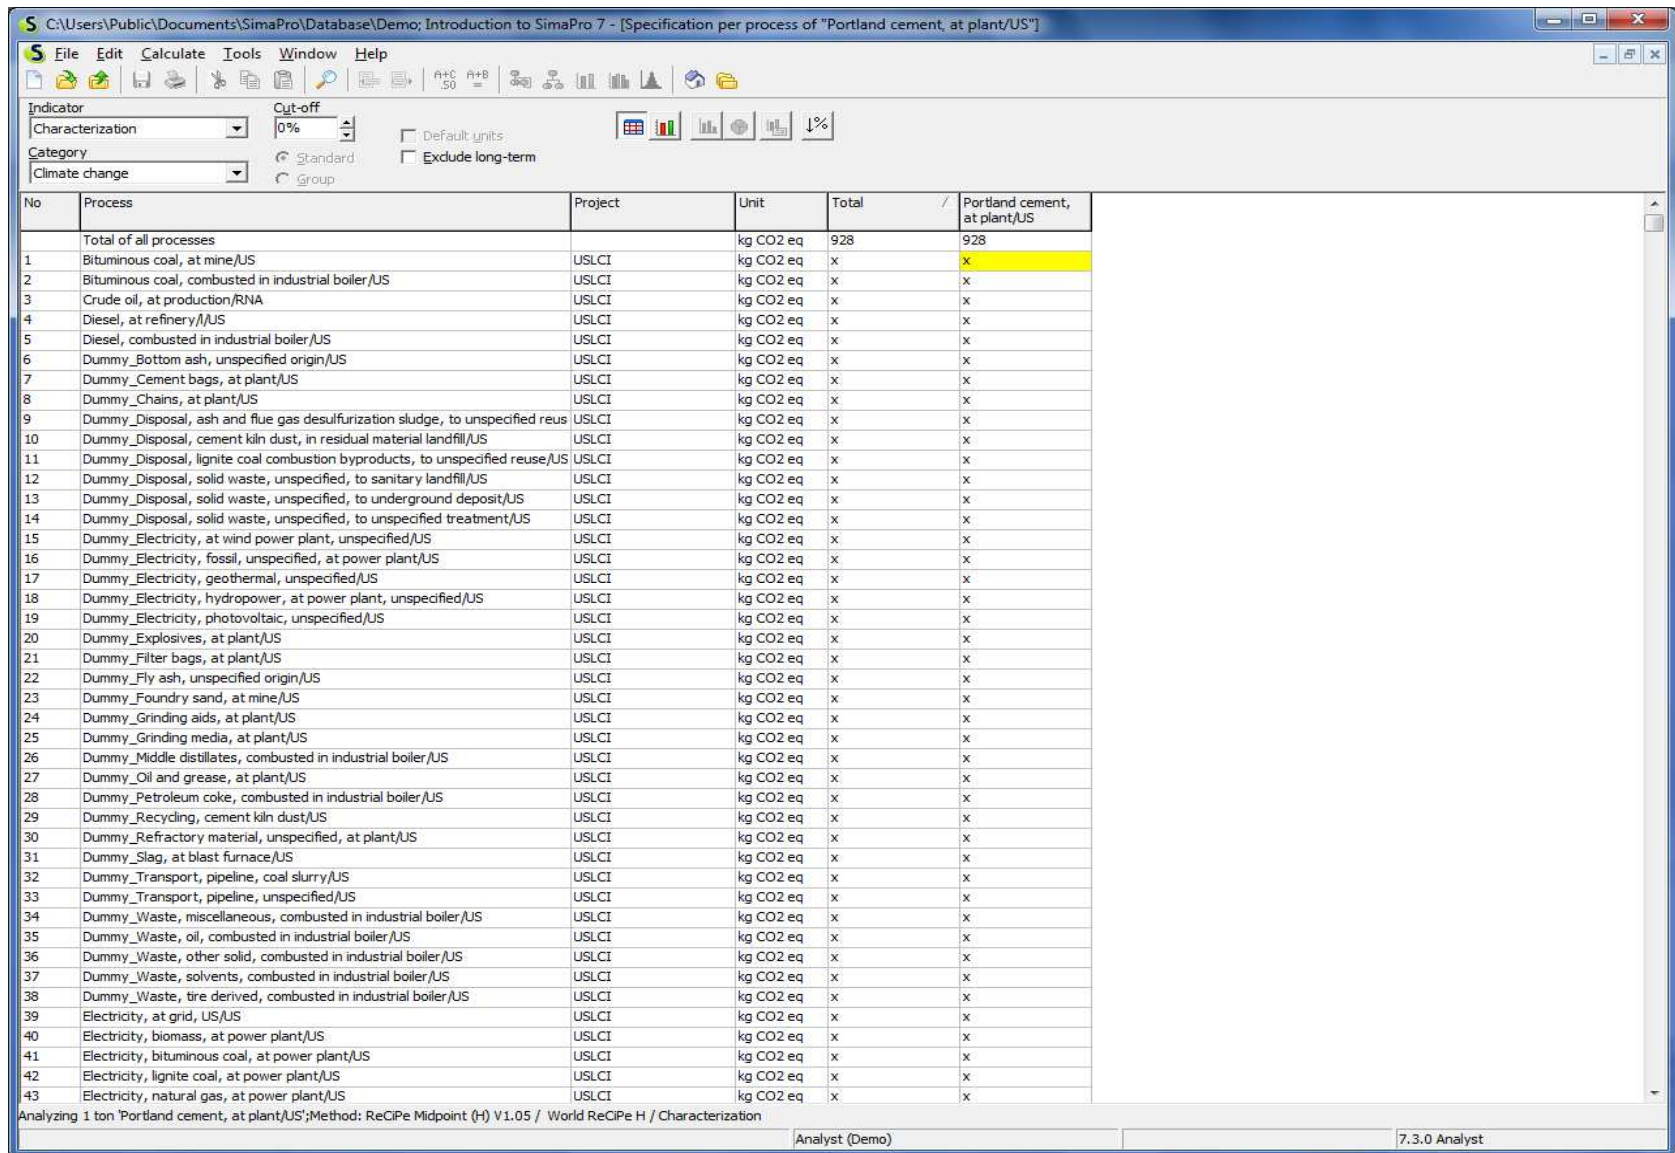 C:\Users\Public\Documents\SimaPro\Database\Demo; Introduction to SimaPro 7 - [Specification per process of "Portland cement, at plant/US"]
File Edit Calculate Tools Window Help
A+C 50 A+B =
Indicator Cut-off
Characterization 0% Default units
Category Standard Exclude long-term
Climate change Group
No Process Project Unit Total / Portland cement, at plant/US
Total of all processes kg CO2 eq 928 928
1 Bituminous coal, at mine/US USLCI kg CO2 eq x x
2 Bituminous coal, combusted in industrial boiler/US USLCI kg CO2 eq x x
3 Crude oil, at production/RNA USLCI kg CO2 eq x x
4 Diesel, at refinery/l/US USLCI kg CO2 eq x x
5 Diesel, combusted in industrial boiler/US USLCI kg CO2 eq x x
6 Dummy_Bottom ash, unspecified origin/US USLCI kg CO2 eq x x
7 Dummy_Cement bags, at plant/US USLCI kg CO2 eq x x
8 Dummy_Chains, at plant/US USLCI kg CO2 eq x x
9 Dummy_Disposal, ash and flue gas desulfurization sludge, to unspecified reus USLCI kg CO2 eq x x
10 Dummy_Disposal, cement kiln dust, in residual material landfill/US USLCI kg CO2 eq x x
11 Dummy_Disposal, lignite coal combustion byproducts, to unspecified reuse/US USLCI kg CO2 eq x x
12 Dummy_Disposal, solid waste, unspecified, to sanitary landfill/US USLCI kg CO2 eq x x
13 Dummy_Disposal, solid waste, unspecified, to underground deposit/US USLCI kg CO2 eq x x
14 Dummy_Disposal, solid waste, unspecified, to unspecified treatment/US USLCI kg CO2 eq x x
15 Dummy_Electricity, at wind power plant, unspecified/US USLCI kg CO2 eq x x
16 Dummy_Electricity, fossil, unspecified, at power plant/US USLCI kg CO2 eq x x
17 Dummy_Electricity, geothermal, unspecified/US USLCI kg CO2 eq x x
18 Dummy_Electricity, hydropower, at power plant, unspecified/US USLCI kg CO2 eq x x
19 Dummy_Electricity, photovoltaic, unspecified/US USLCI kg CO2 eq x x
20 Dummy_Explosives, at plant/US USLCI kg CO2 eq x x
21 Dummy_Filter bags, at plant/US USLCI kg CO2 eq x x
22 Dummy_Fly ash, unspecified origin/US USLCI kg CO2 eq x x
23 Dummy_Foundry sand, at mine/US USLCI kg CO2 eq x x
24 Dummy_Grinding aids, at plant/US USLCI kg CO2 eq x x
25 Dummy_Grinding media, at plant/US USLCI kg CO2 eq x x
26 Dummy_Middle distillates, combusted in industrial boiler/US USLCI kg CO2 eq x x
27 Dummy_Oil and grease, at plant/US USLCI kg CO2 eq x x
28 Dummy_Petroleum coke, combusted in industrial boiler/US USLCI kg CO2 eq x x
29 Dummy_Recycling, cement kiln dust/US USLCI kg CO2 eq x x
30 Dummy_Refractory material, unspecified, at plant/US USLCI kg CO2 eq x x
31 Dummy_Slag, at blast furnace/US USLCI kg CO2 eq x x
32 Dummy_Transport, pipeline, coal slurry/US USLCI kg CO2 eq x x
33 Dummy_Transport, pipeline, unspecified/US USLCI kg CO2 eq x x
34 Dummy_Waste, miscellaneous, combusted in industrial boiler/US USLCI kg CO2 eq x x
35 Dummy_Waste, oil, combusted in industrial boiler/US USLCI kg CO2 eq x x
36 Dummy_Waste, other solid, combusted in industrial boiler/US USLCI kg CO2 eq x x
37 Dummy_Waste, solvents, combusted in industrial boiler/US USLCI kg CO2 eq x x
38 Dummy_Waste, tire derived, combusted in industrial boiler/US USLCI kg CO2 eq x x
39 Electricity, at grid, US/US USLCI kg CO2 eq x x
40 Electricity, biomass, at power plant/US USLCI kg CO2 eq x x
41 Electricity, bituminous coal, at power plant/US USLCI kg CO2 eq x x
42 Electricity, lignite coal, at power plant/US USLCI kg CO2 eq x x
43 Electricity, natural gas, at power plant/US USLCI kg CO2 eq x x
Analyzing 1 ton 'Portland cement, at plant/US';Method: ReCiPe Midpoint (H) V1.05 / World ReCiPe H / Characterization
Analyst (Demo) 7.3.0 Analyst